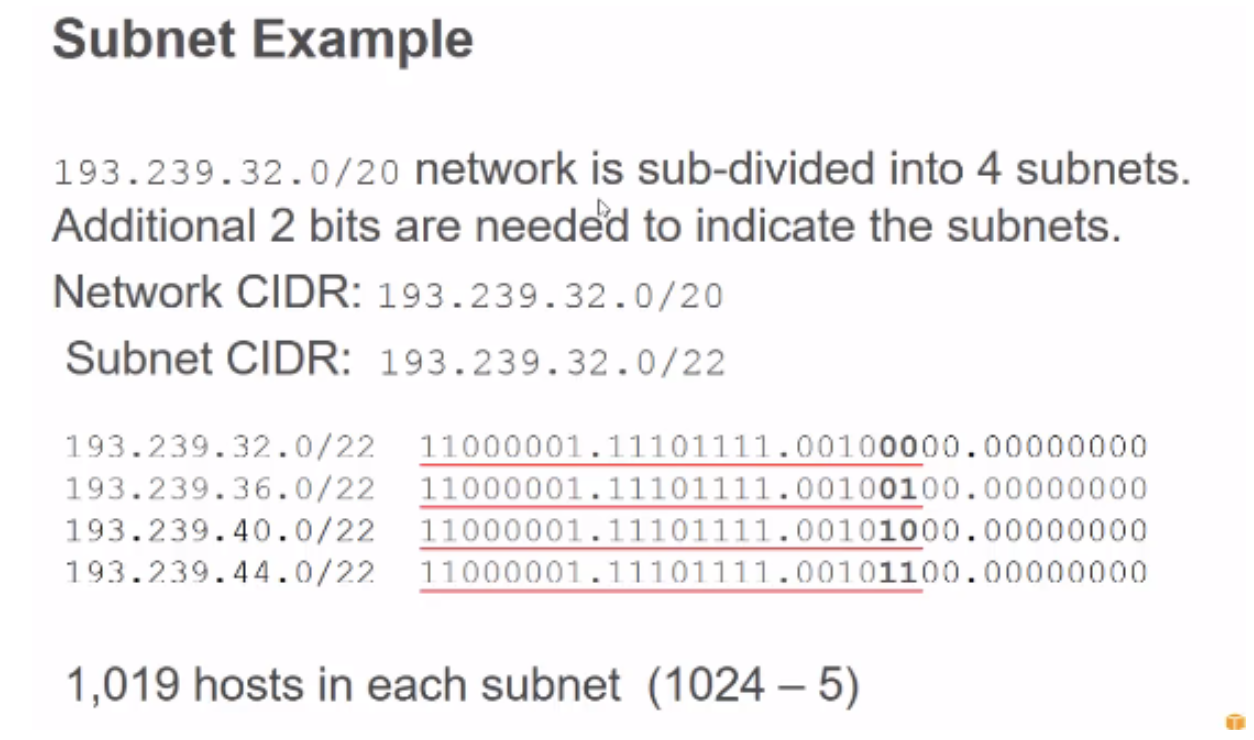 Subnet Example
193.239.32.0/20 network is sub-divided into 4 subnets.
Additional 2 bits are needed to indicate the subnets.
Network CIDR: 193.239.32.0/20
Subnet CIDR: 193.239.32.0/22
193.239.32.0/22 11000001.11101111.00100000.00000000
193.239.36.0/22 11000001.11101111.00100100.00000000
193.239.40.0/22 11000001.11101111.00101000.00000000
193.239.44.0/22 11000001.11101111.00101100.00000000
1,019 hosts in each subnet (1024 – 5)